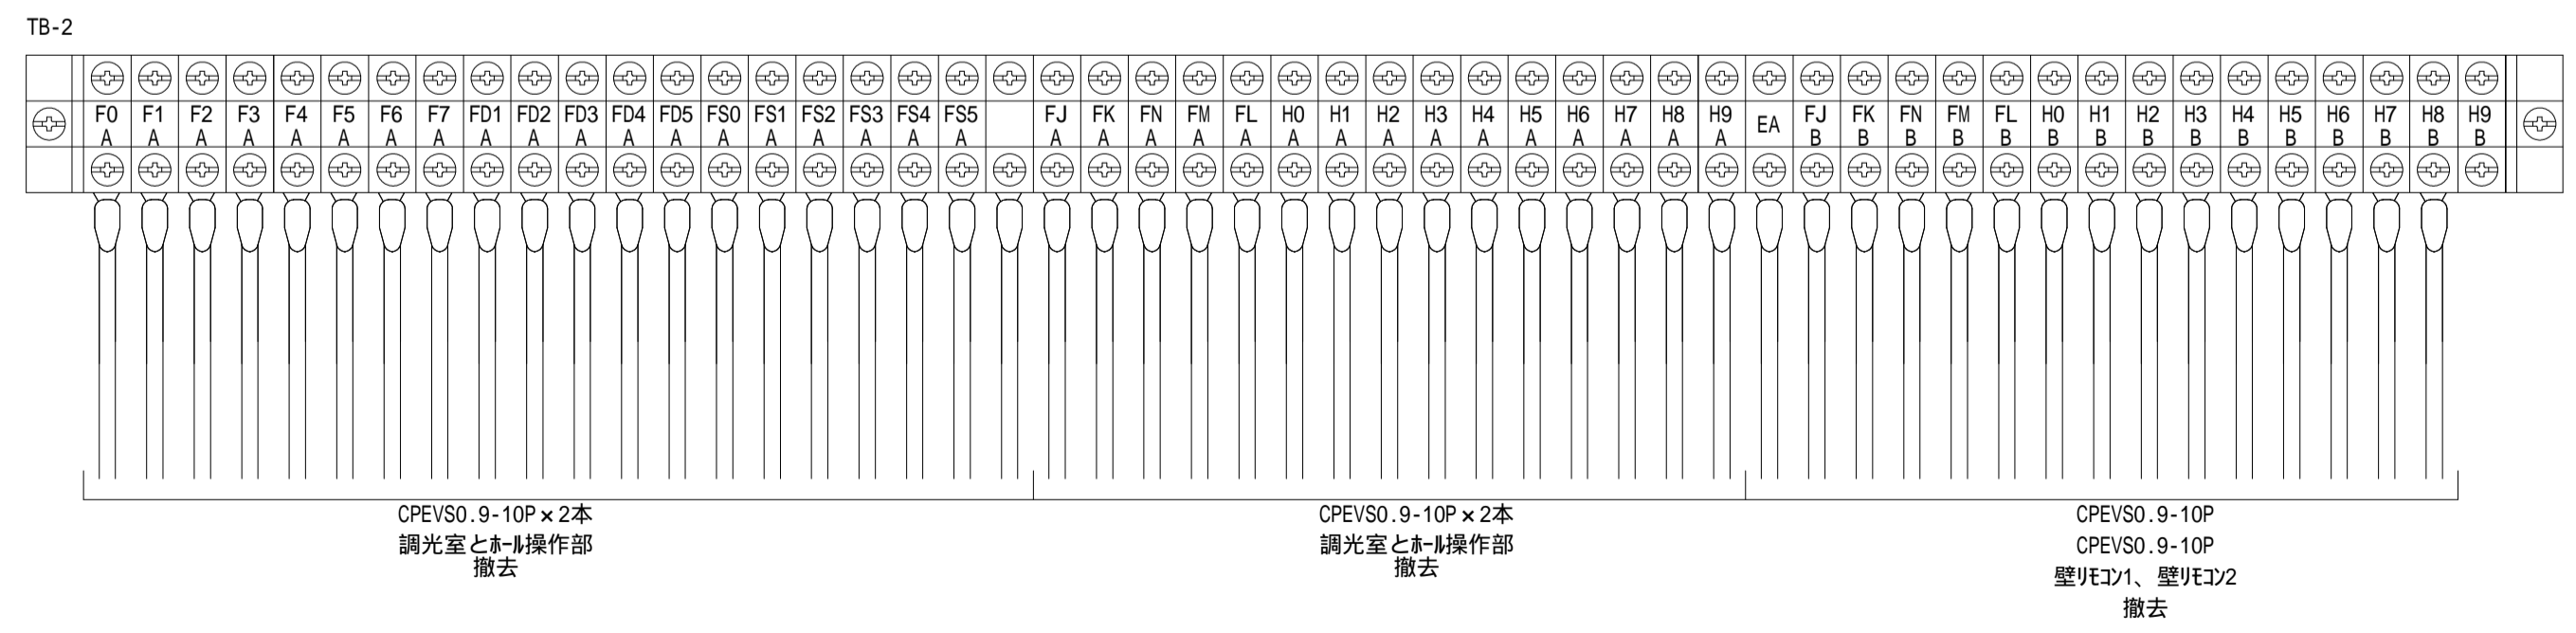 TB-2
F0 F1 F2 F3 F4 F5 F6 F7 FD1 FD2 FD3 FD4 FD5 FS0 FS1 FS2 FS3 FS4 FS5 FJ FK FN FM FL H0 H1 H2 H3 H4 H5 H6 H7 H8 H9 EA FJ FK FN FM FL H0 H1 H2 H3 H4 H5 H6 H7 H8 H9
A A A A A A A A A A A A A A A A A A A A A A A A A A A A A A A A A A B B B B B B B B B B B B B B B
CPEVS0.9-10P×2本
調光室とﾎｰﾙ操作部
撤去
CPEVS0.9-10P×2本
調光室とﾎｰﾙ操作部
撤去
CPEVS0.9-10P
CPEVS0.9-10P
壁ﾘﾓｺﾝ1、壁ﾘﾓｺﾝ2
撤去